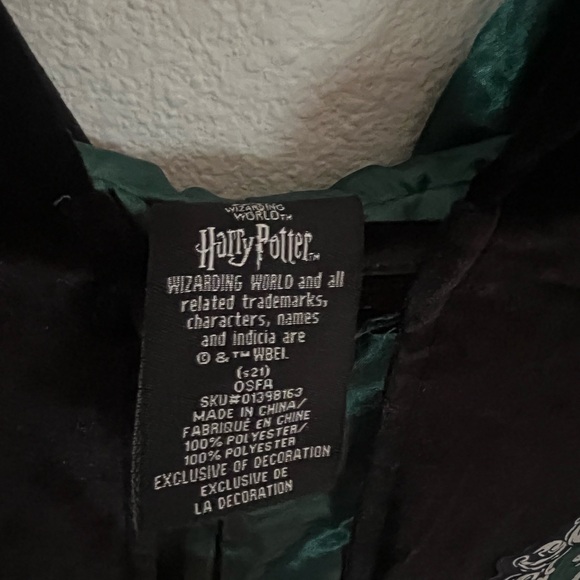 WIZARDING
WORLD™
Harry Potter™
WIZARDING WORLD and all
related trademarks,
characters, names
and indicia are
© & ™ WBEI.
(s21)
OSFA
SKU#01398163
MADE IN CHINA/
FABRIQUÉ EN CHINE
100% POLYESTER/
100% POLYESTER
EXCLUSIVE OF DECORATION
EXCLUSIVE DE
LA DECORATION